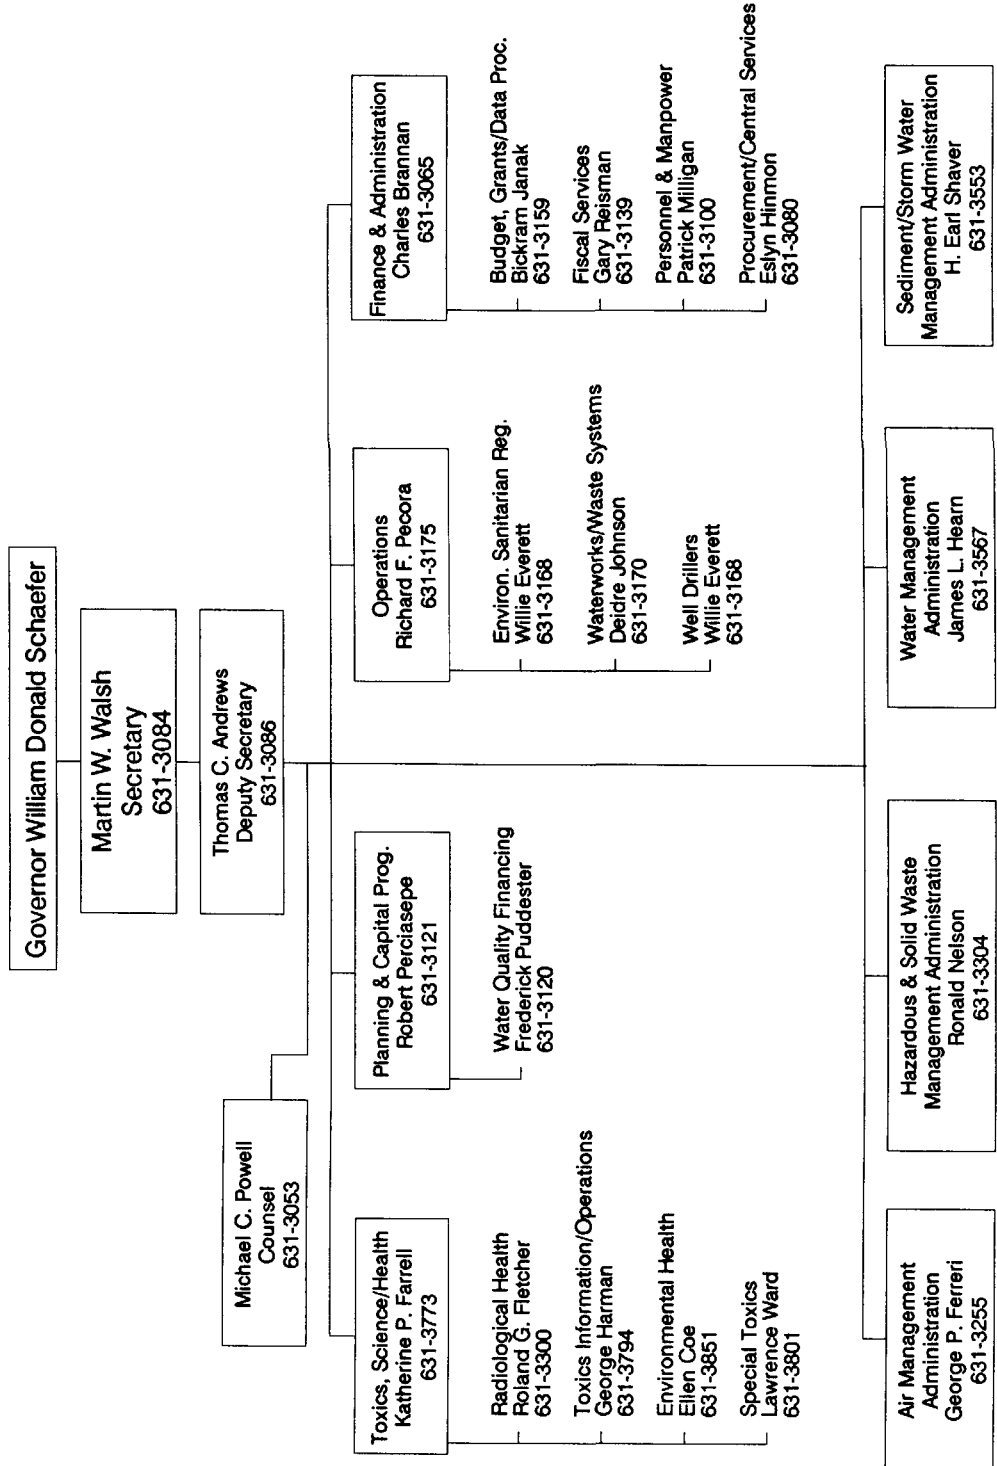 Governor William Donald Schaefer
Martin W. Walsh
Secretary
631-3084
Thomas C. Andrews
Deputy Secretary
631-3086
Michael C. Powell
Counsel
631-3053
Toxics, Science/Health
Katherine P. Farrell
631-3773
Radiological Health
Roland G. Fletcher
631-3300
Toxics Information/Operations
George Harman
631-3794
Environmental Health
Ellen Coe
631-3851
Special Toxics
Lawrence Ward
631-3801
Planning & Capital Prog.
Robert Perciasepe
631-3121
Water Quality Financing
Frederick Puddester
631-3120
Operations
Richard F. Pecora
631-3175
Environ. Sanitarian Reg.
Willie Everett
631-3168
Waterworks/Waste Systems
Deidre Johnson
631-3170
Well Drillers
Willie Everett
631-3168
Finance & Administration
Charles Brannan
631-3065
Budget, Grants/Data Proc.
Bickram Janak
631-3159
Fiscal Services
Gary Reisman
631-3139
Personnel & Manpower
Patrick Milligan
631-3100
Procurement/Central Services
Eslyn Hinmon
631-3080
Air Management
Administration
George P. Ferreri
631-3255
Hazardous & Solid Waste
Management Administration
Ronald Nelson
631-3304
Water Management
Administration
James L. Hearn
631-3567
Sediment/Storm Water
Management Administration
H. Earl Shaver
631-3553